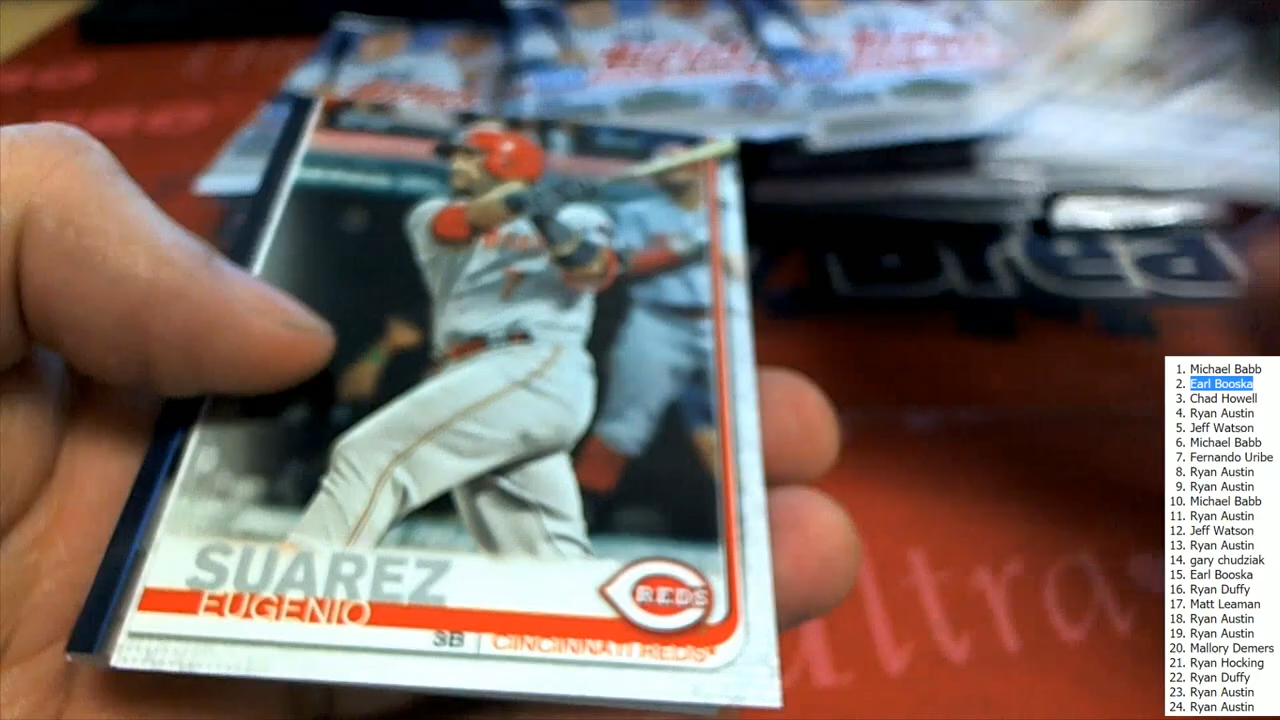 SUAREZ
EUGENIO
3B | CINCINNATI REDS
REDS
7
1. Michael Babb
2. Earl Booska
3. Chad Howell
4. Ryan Austin
5. Jeff Watson
6. Michael Babb
7. Fernando Uribe
8. Ryan Austin
9. Ryan Austin
10. Michael Babb
11. Ryan Austin
12. Jeff Watson
13. Ryan Austin
14. gary chudziak
15. Earl Booska
16. Ryan Duffy
17. Matt Leaman
18. Ryan Austin
19. Ryan Austin
20. Mallory Demers
21. Ryan Hocking
22. Ryan Duffy
23. Ryan Austin
24. Ryan Austin